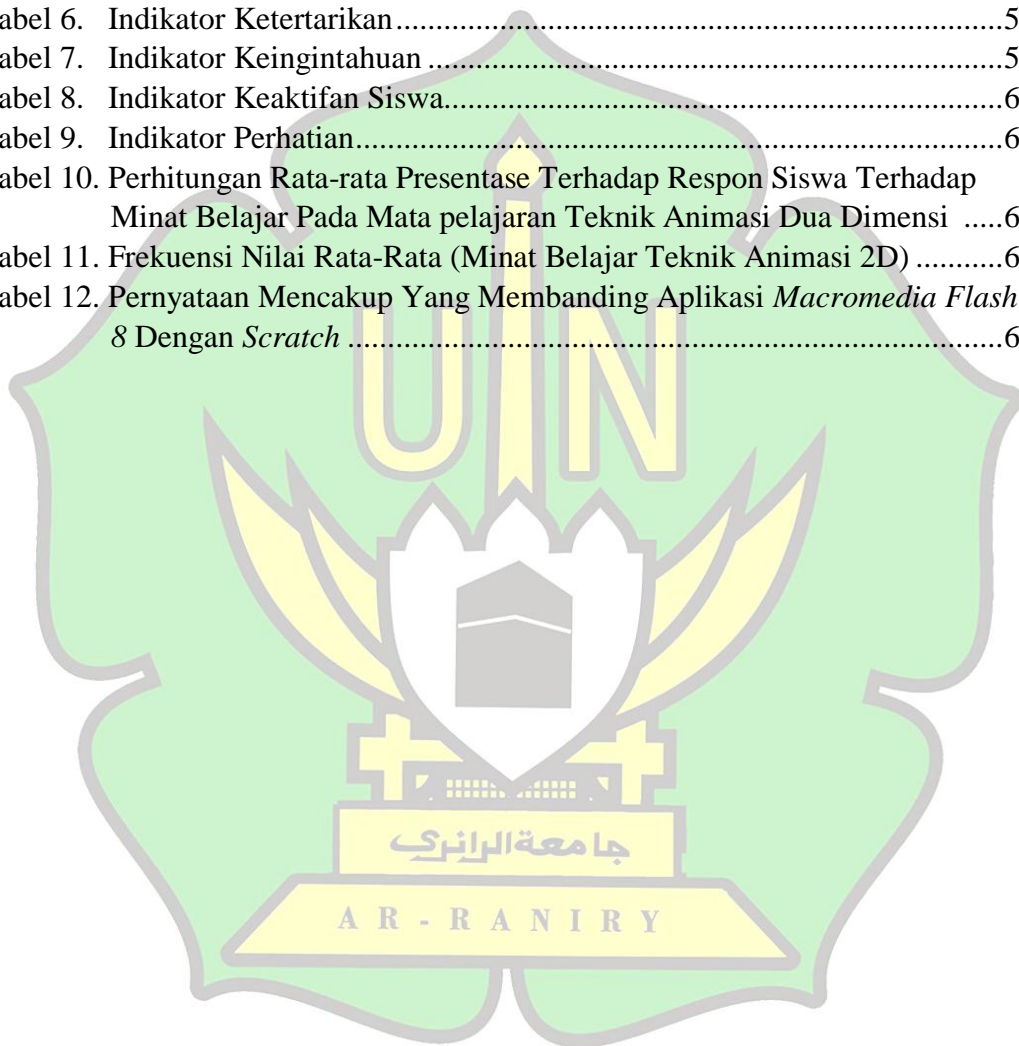 abel 6. Indikator Ketertarikan.....................................................................................5
abel 7. Indikator Keingintahuan .................................................................................5
abel 8. Indikator Keaktifan Siswa...............................................................................6
abel 9. Indikator Perhatian..........................................................................................6
abel 10. Perhitungan Rata-rata Presentase Terhadap Respon Siswa Terhadap
Minat Belajar Pada Mata pelajaran Teknik Animasi Dua Dimensi .....6
abel 11. Frekuensi Nilai Rata-Rata (Minat Belajar Teknik Animasi 2D) ...........6
abel 12. Pernyataan Mencakup Yang Membanding Aplikasi Macromedia Flash
8 Dengan Scratch ...........................................................................................6
UIN
جامعة الرانري
AR-RANIRY